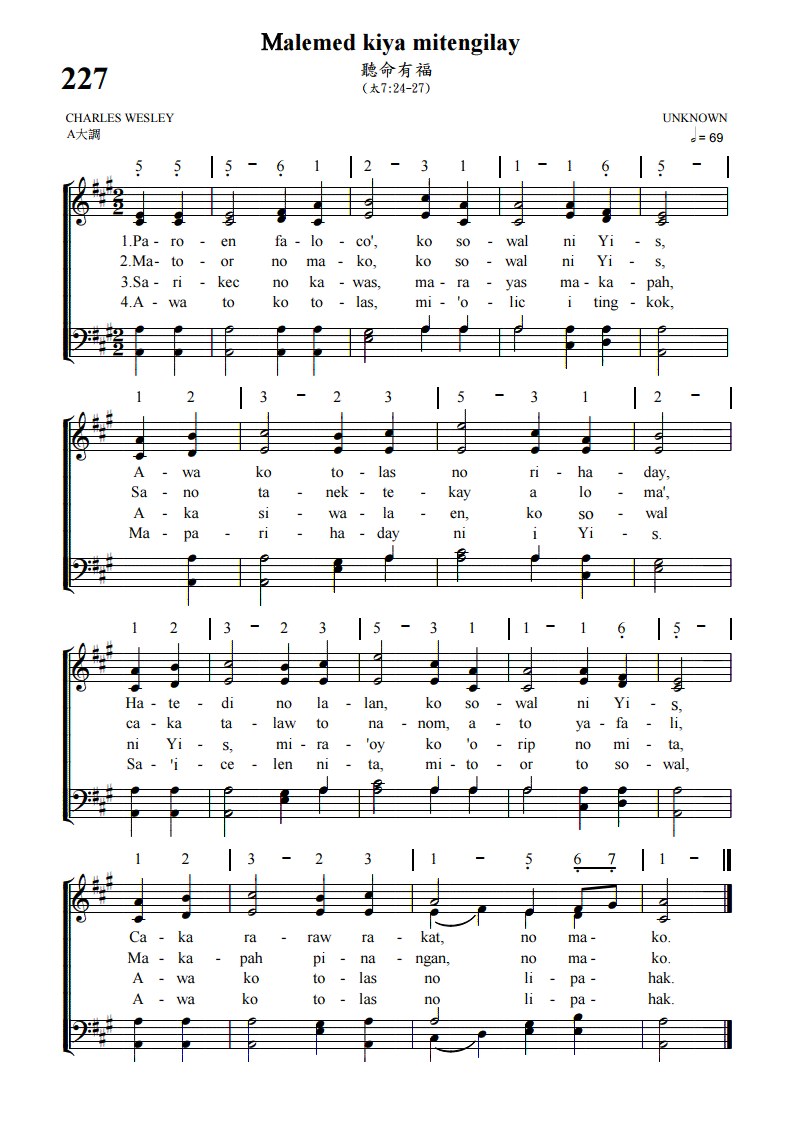 Malemed kiya mitengilay
227
聽命有福
(太7:24-27)
CHARLES WESLEY
UNKNOWN
A大調
= 69
5 5 | 5 - 6 1 | 2 - 3 1 | 1 - 1 6 | 5 - |
1.Pa - ro - en fa - lo - co', ko so - wal ni Yi - s,
2.Ma- to - or no ma - ko, ko so - wal ni Yi - s,
3.Sa - ri - kec no ka - was, ma - ra - yas ma - ka - pah,
4.A - wa to ko to - las, mi - 'o - lic i ting - kok,
1 2 | 3 - 2 3 | 5 - 3 1 | 2 - |
A - wa ko to - las no ri - ha - day,
Sa - no ta - nek - te - kay a lo - ma',
A - ka si - wa - la - en, ko so - wal
Ma - pa - ri - ha - day ni i Yi - s.
1 2 | 3 - 2 3 | 5 - 3 1 | 1 - 1 6 | 5 - |
Ha - te - di no la - lan, ko so - wal ni Yi - s,
ca - ka ta - law to na - nom, a - to ya - fa - li,
ni Yi - s, mi - ra - 'oy ko 'o - rip no mi - ta,
Sa - 'i - ce - len ni - ta, mi - to - or to so - wal,
1 2 | 3 - 2 3 | 1 - 5 6 7 | 1 - ||
Ca - ka ra - raw ra - kat, no ma - ko.
Ma - ka - pah pi - na - ngan, no ma - ko.
A - wa ko to - las no li - pa - hak.
A - wa ko to - las no li - pa - hak.